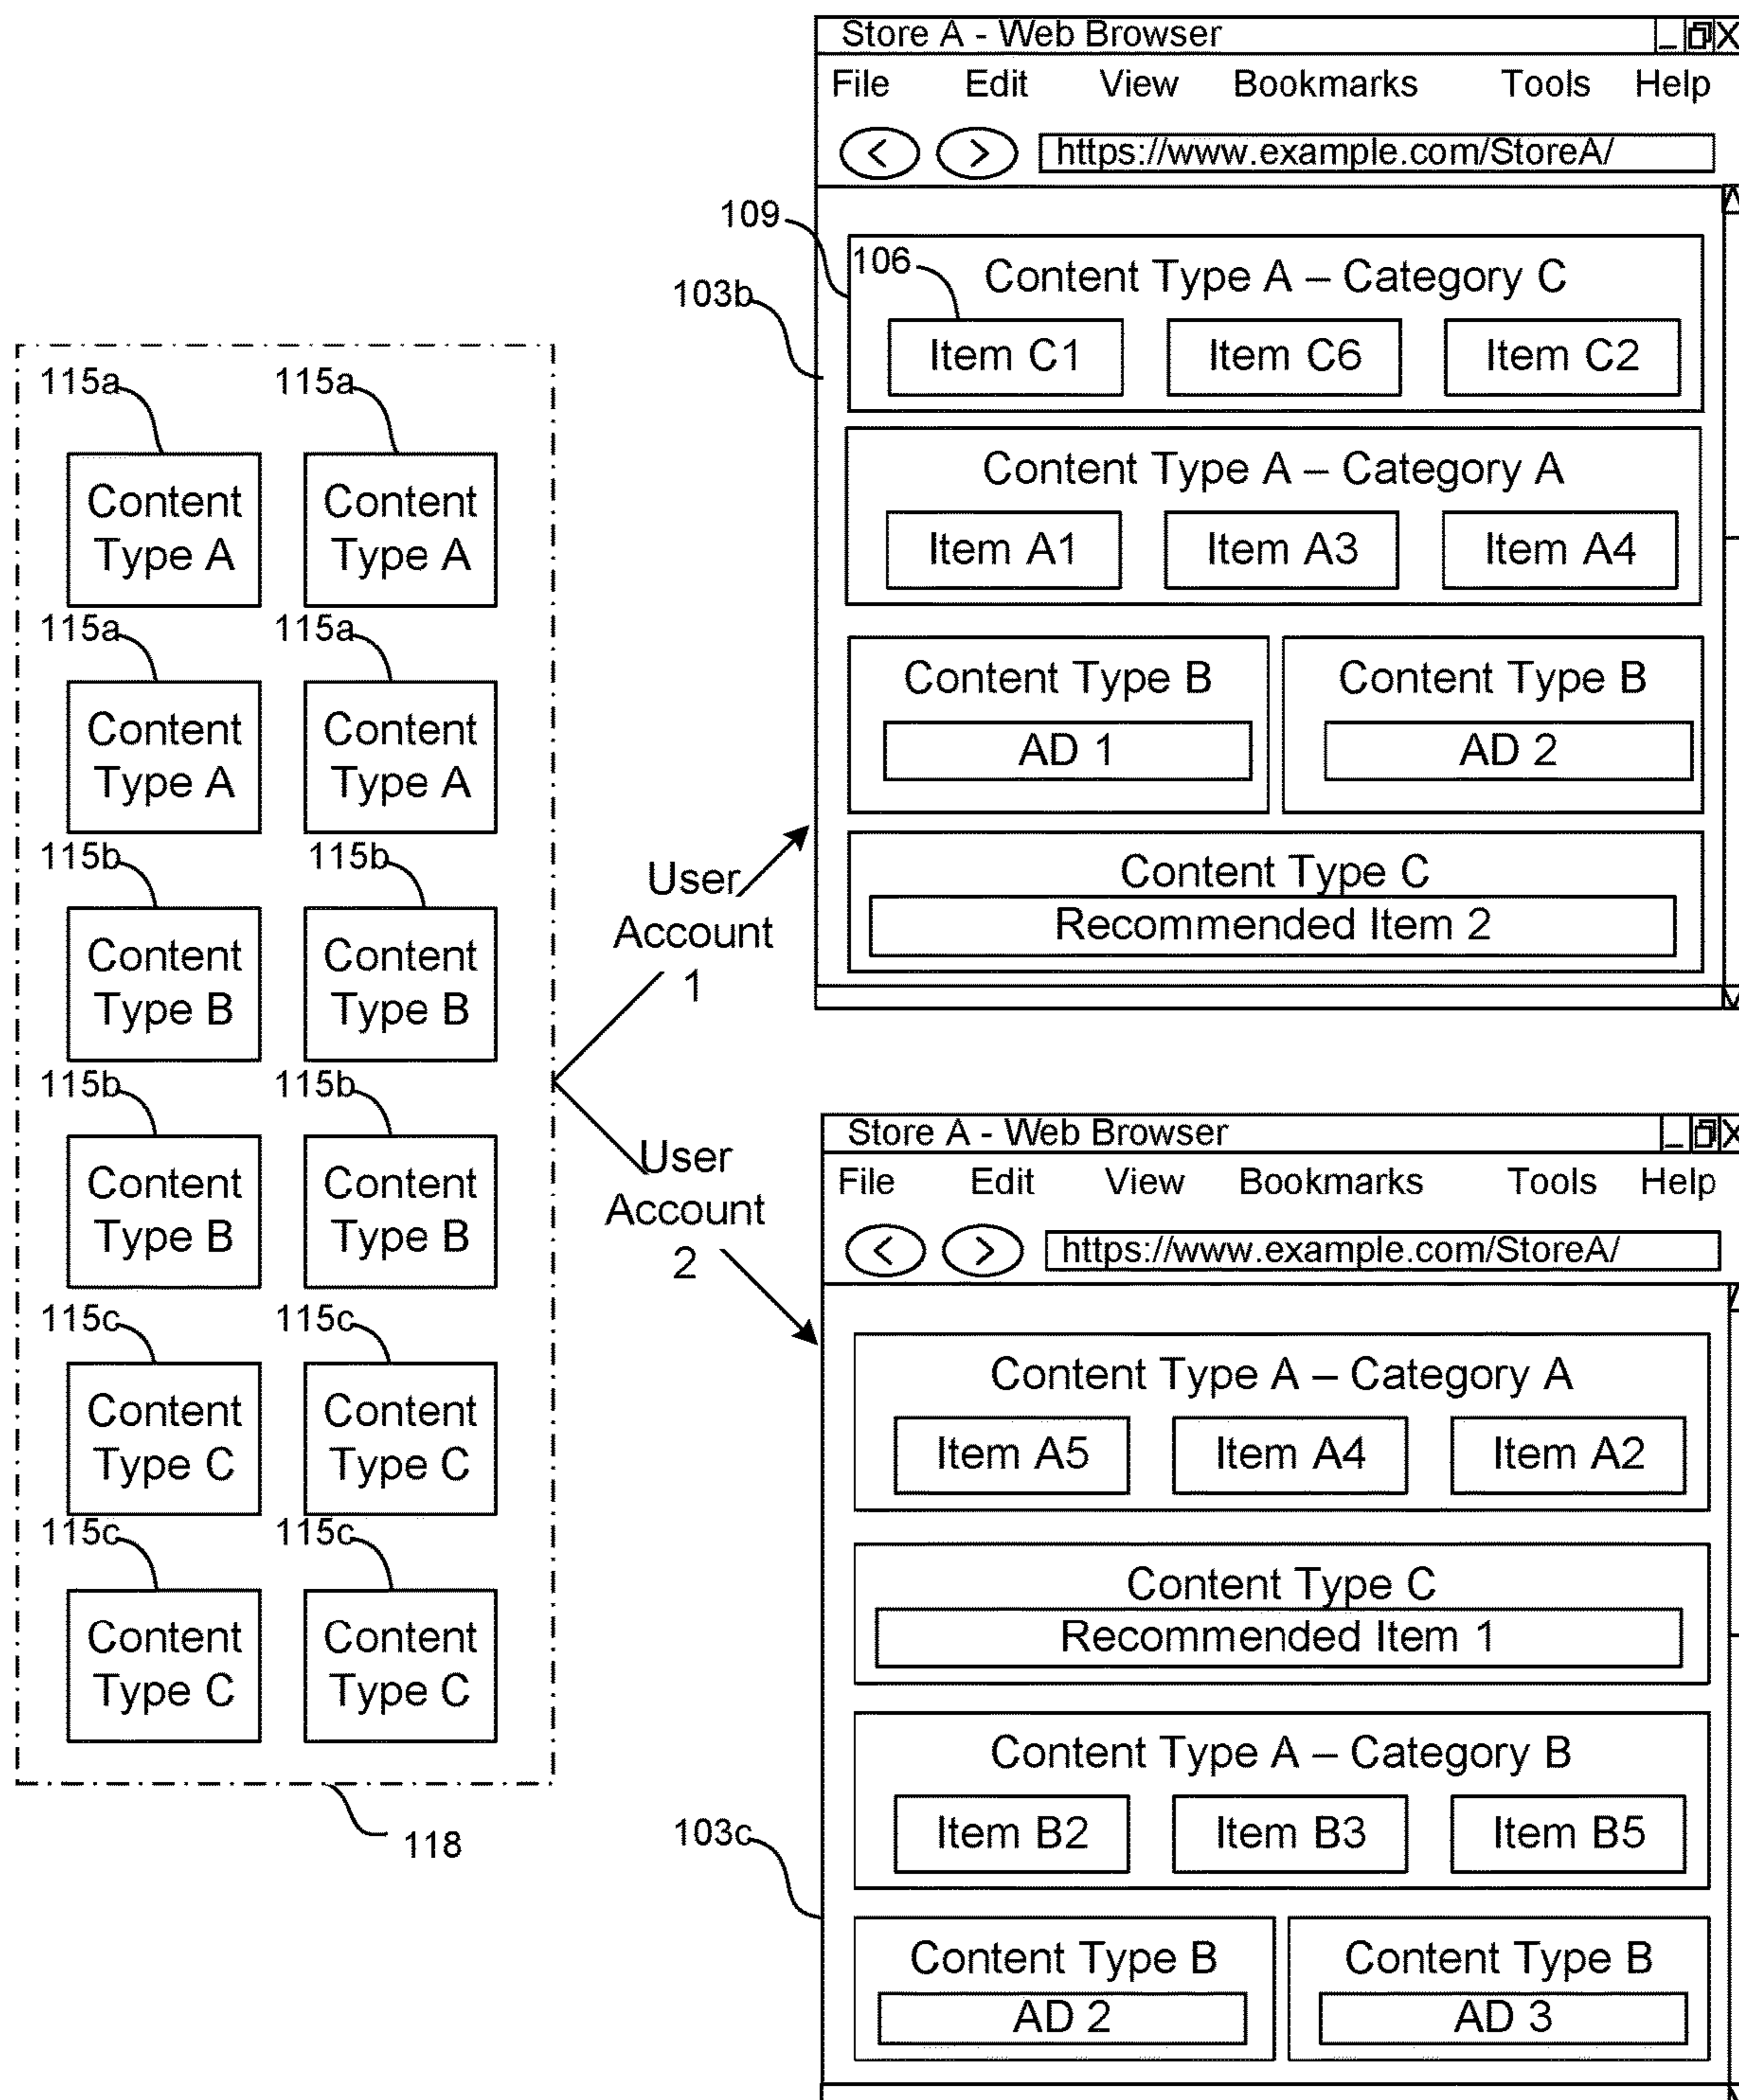 115a 115a
Content Content
Type A Type A
115a 115a
Content Content
Type A Type A
115b 115b
Content Content
Type B Type B
115b 115b
Content Content
Type B Type B
115c 115c
Content Content
Type C Type C
115c 115c
Content Content
Type C Type C
118
User
Account
1
User
Account
2
Store A - Web Browser
File Edit View Bookmarks Tools Help
https://www.example.com/StoreA/
109
103b
106
Content Type A – Category C
Item C1 Item C6 Item C2
Content Type A – Category A
Item A1 Item A3 Item A4
Content Type B Content Type B
AD 1 AD 2
Content Type C
Recommended Item 2
Store A - Web Browser
File Edit View Bookmarks Tools Help
https://www.example.com/StoreA/
Content Type A – Category A
Item A5 Item A4 Item A2
Content Type C
Recommended Item 1
Content Type A – Category B
Item B2 Item B3 Item B5
103c
Content Type B Content Type B
AD 2 AD 3